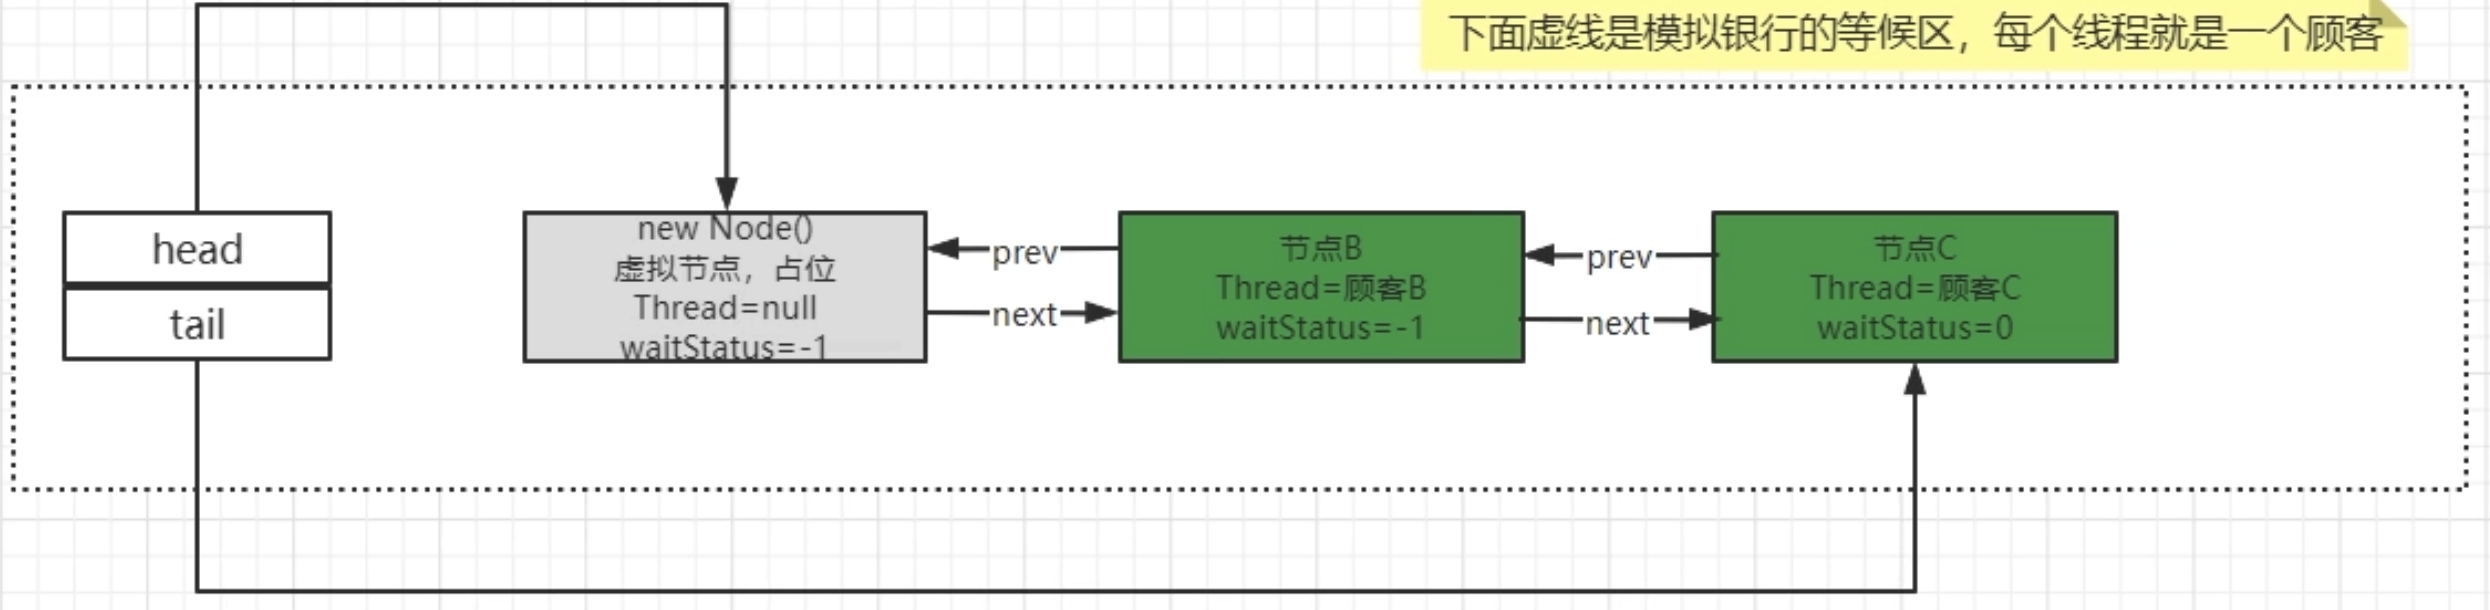 下面虚线是模拟银行的等候区，每个线程就是一个顾客
head
tail
new Node()
虚拟节点，占位
Thread=null
waitStatus=-1
prev
next
节点B
Thread=顾客B
waitStatus=-1
prev
next
节点C
Thread=顾客C
waitStatus=0